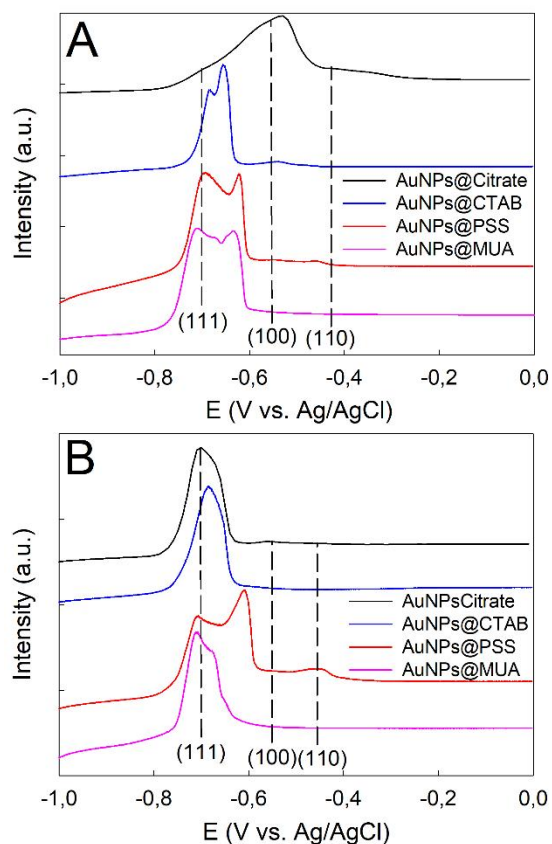 A
Intensity (a.u.)
AuNPs@Citrate
AuNPs@CTAB
AuNPs@PSS
AuNPs@MUA
(111)
(100)
(110)
-1,0 -0,8 -0,6 -0,4 -0,2 0,0
E (V vs. Ag/AgCl)
B
Intensity (a.u.)
AuNPsCitrate
AuNPs@CTAB
AuNPs@PSS
AuNPs@MUA
(111)
(100)
(110)
-1,0 -0,8 -0,6 -0,4 -0,2 0,0
E (V vs. Ag/AgCl)